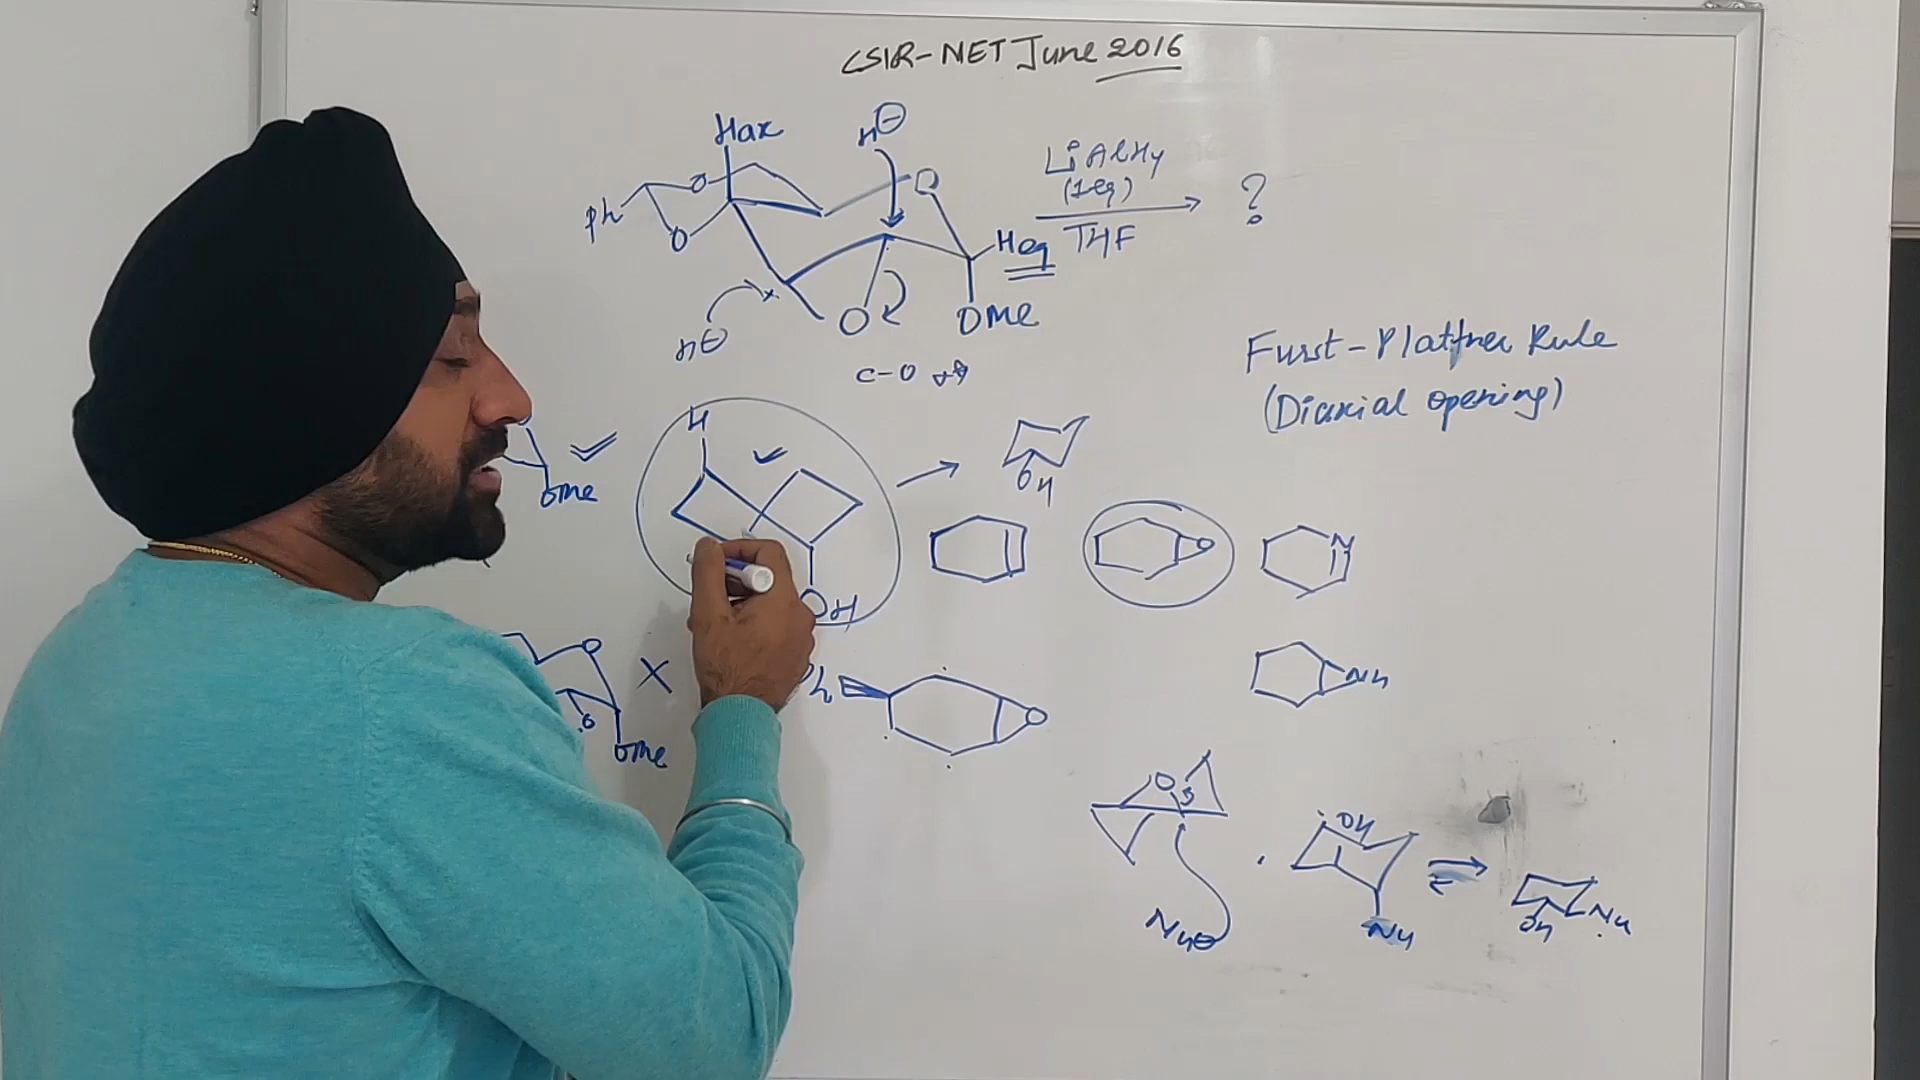 CSIR-NET June 2016
Hax
H⊖
O
O
LiAlH4
(1eq)
Ph
O
Heq
THF
?
O
OMe
H⊖
C-O
Furst-Plattner Rule
(Diaxial opening)
H
OH
OMe
O
N
OH
O
NH
O
OMe
Ph
O
O
OH
Nu⊖
Nu
OH
Nu